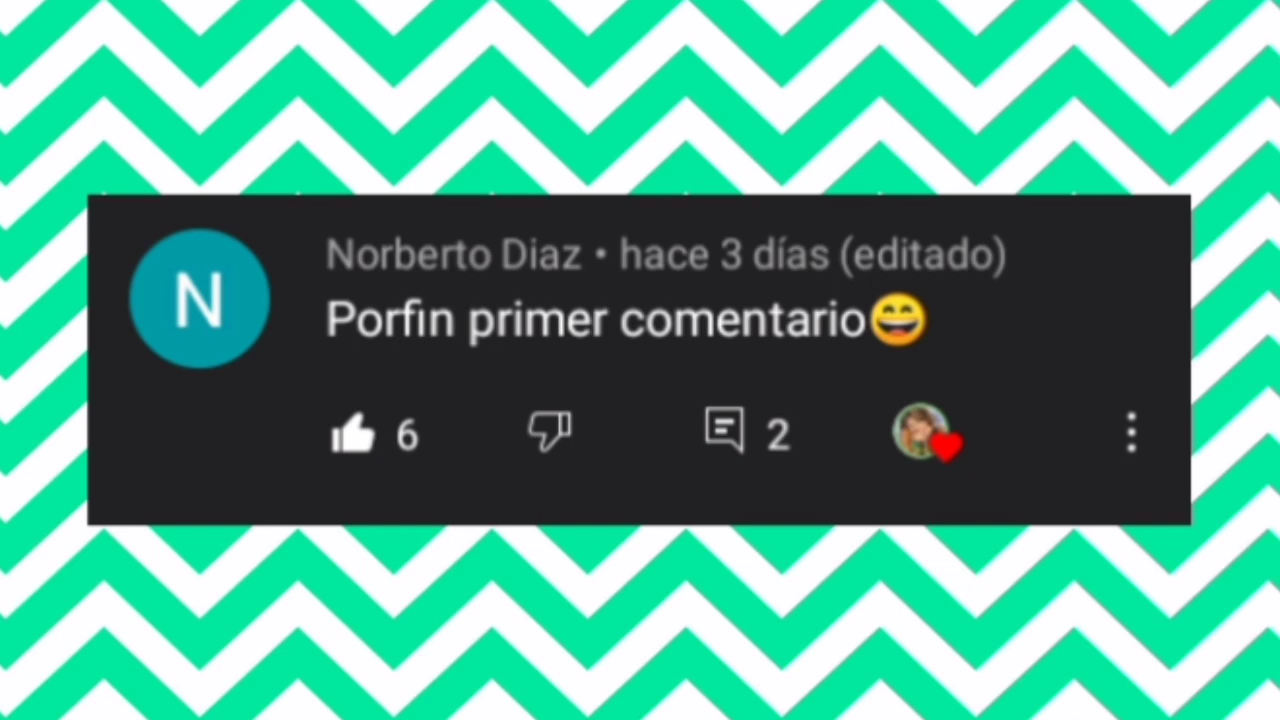 N
Norberto Diaz • hace 3 días (editado)
Porfin primer comentario😄
6 2